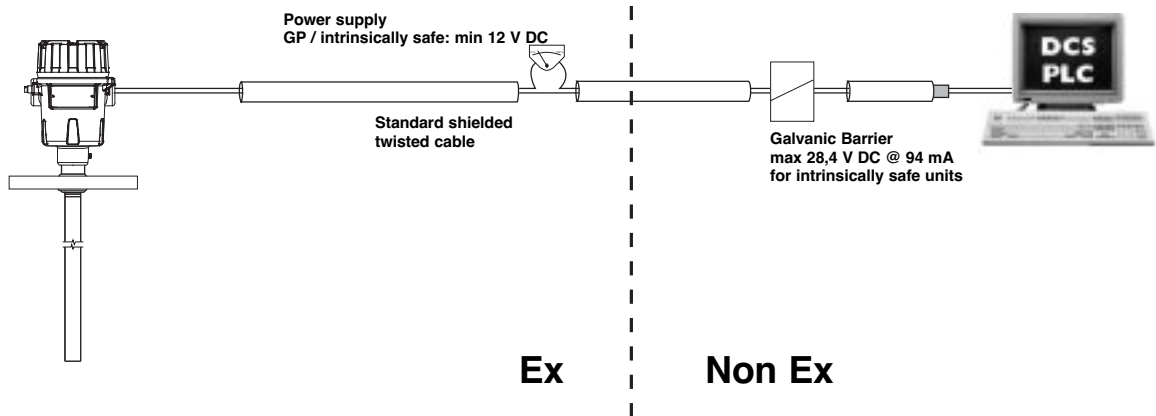 Power supply
GP / intrinsically safe: min 12 V DC
Standard shielded
twisted cable
DCS
PLC
Galvanic Barrier
max 28,4 V DC @ 94 mA
for intrinsically safe units
Ex
Non Ex